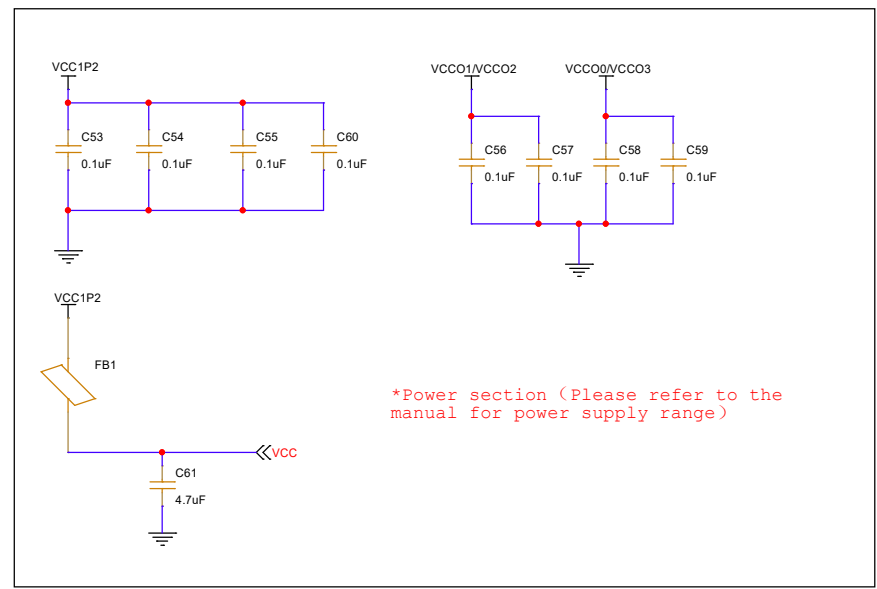 VCC1P2
C53
0.1uF
C54
0.1uF
C55
0.1uF
C60
0.1uF
VCCO1/VCCO2
VCCO0/VCCO3
C56
0.1uF
C57
0.1uF
C58
0.1uF
C59
0.1uF
VCC1P2
FB1
VCC
C61
4.7uF
*Power section（Please refer to the
manual for power supply range）